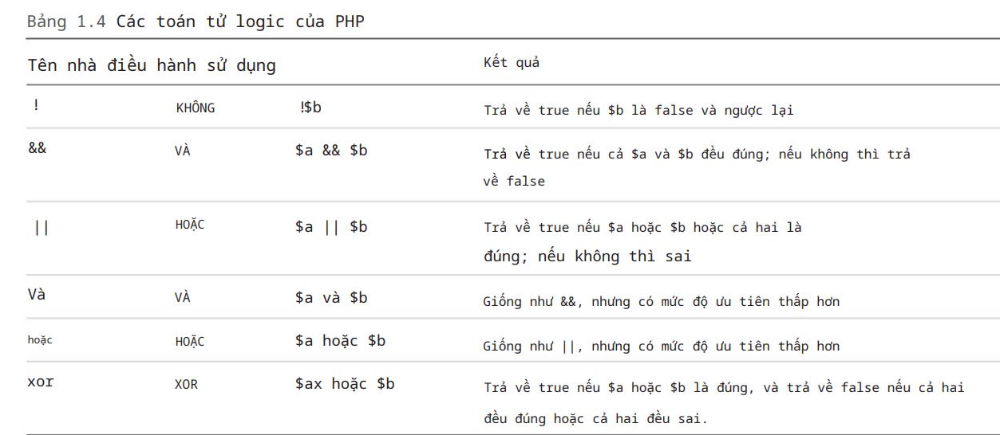 Bảng 1.4 Các toán tử logic của PHP
Tên nhà điều hành sử dụng Kết quả
! KHÔNG !$b Trả về true nếu $b là false và ngược lại
&& VÀ $a && $b Trả về true nếu cả $a và $b đều đúng; nếu không thì trả
về false
|| HOẶC $a || $b Trả về true nếu $a hoặc $b hoặc cả hai là
đúng; nếu không thì sai
Và VÀ $a và $b Giống như &&, nhưng có mức độ ưu tiên thấp hơn
hoặc HOẶC $a hoặc $b Giống như ||, nhưng có mức độ ưu tiên thấp hơn
xor XOR $ax hoặc $b Trả về true nếu $a hoặc $b là đúng, và trả về false nếu cả hai
đều đúng hoặc cả hai đều sai.